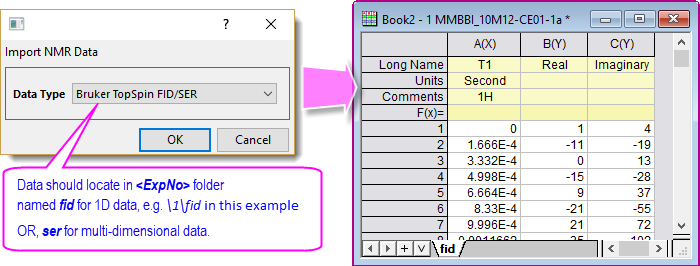 Import NMR Data
Data Type Bruker TopSpin FID/SER
OK Cancel
Data should locate in <ExpNo> folder
named fid for 1D data, e.g. \1\fid in this example
OR, ser for multi-dimensional data.
Book2 - 1 MMBBI_10M12-CE01-1a *
A(X) B(Y) C(Y)
Long Name T1 Real Imaginary
Units Second
Comments 1H
F(x)=
1 0 1 4
2 1.666E-4 -11 -19
3 3.332E-4 0 13
4 4.998E-4 -15 -28
5 6.664E-4 9 37
6 8.33E-4 -21 -55
7 9.996E-4 21 72
fid